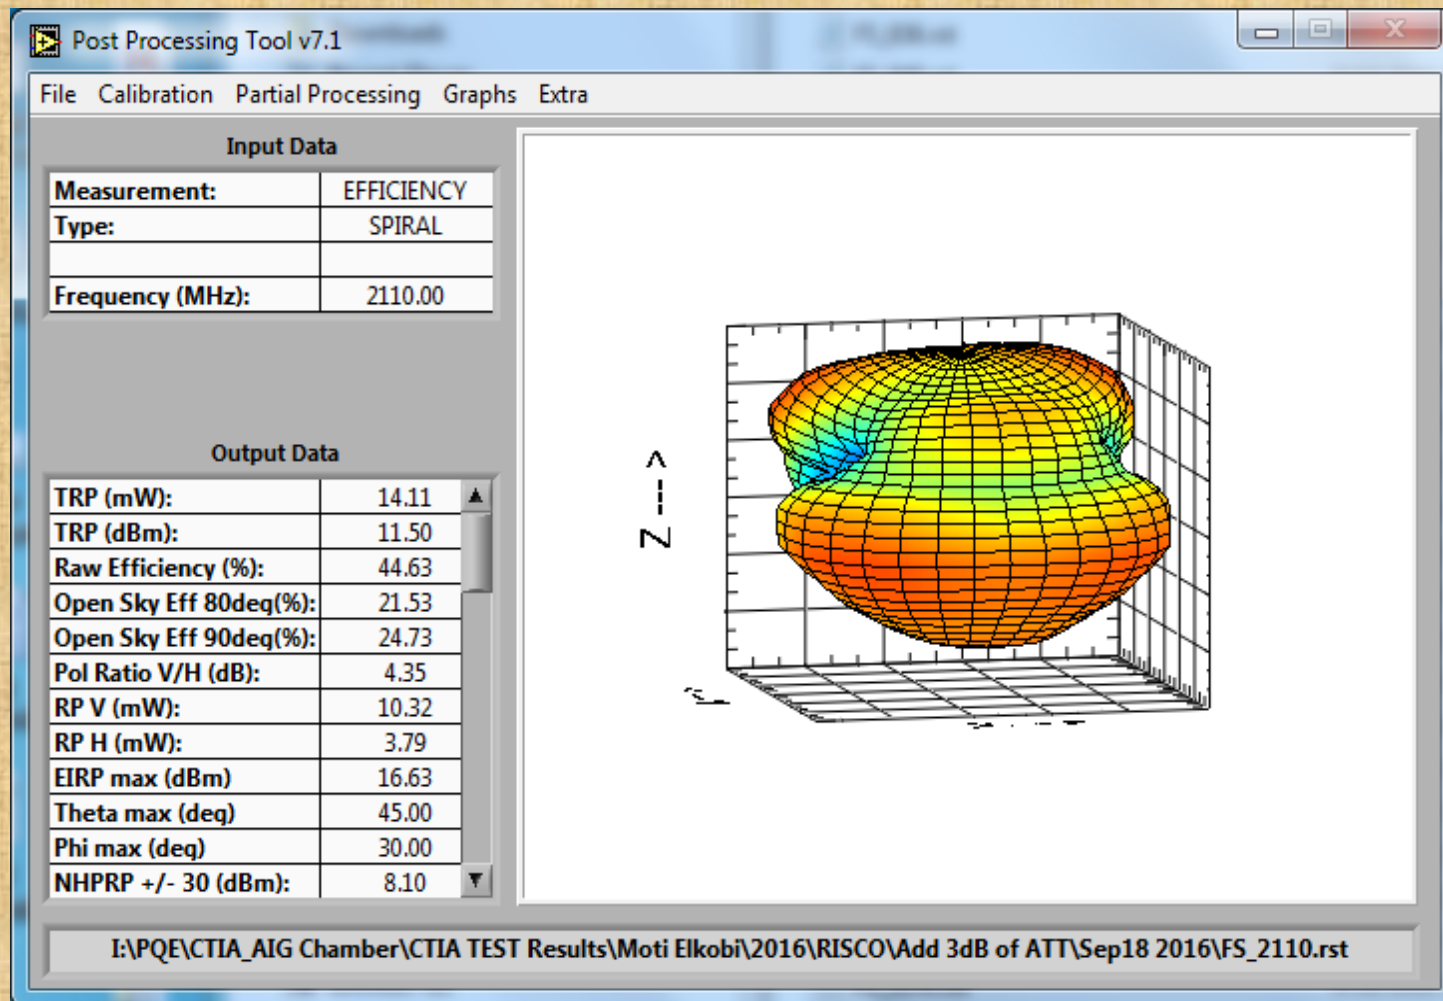 Post Processing Tool v7.1
File Calibration Partial Processing Graphs Extra
Input Data
Measurement: EFFICIENCY
Type: SPIRAL
Frequency (MHz): 2110.00
Output Data
TRP (mW): 14.11
TRP (dBm): 11.50
Raw Efficiency (%): 44.63
Open Sky Eff 80deg(%): 21.53
Open Sky Eff 90deg(%): 24.73
Pol Ratio V/H (dB): 4.35
RP V (mW): 10.32
RP H (mW): 3.79
EIRP max (dBm) 16.63
Theta max (deg) 45.00
Phi max (deg) 30.00
NHPRP +/- 30 (dBm): 8.10
Z --- >
I:\PQE\CTIA_AIG Chamber\CTIA TEST Results\Moti Elkobi\2016\RISCO\Add 3dB of ATT\Sep18 2016\FS_2110.rst